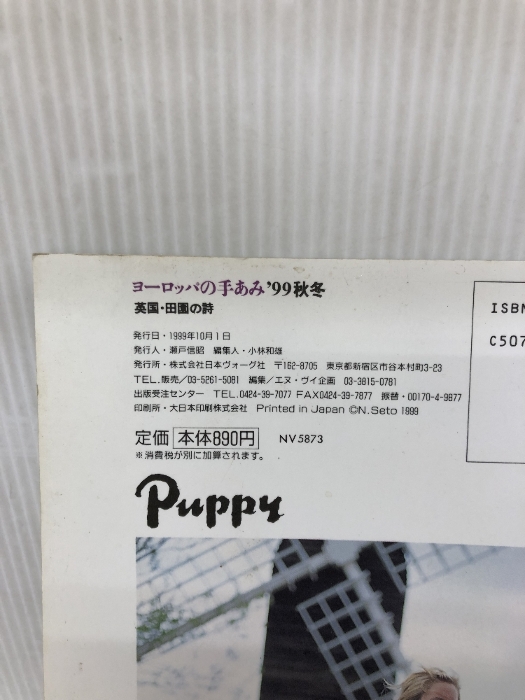 ヨーロッパの手あみ'99秋冬
英国・田園の詩
発行日・1999年10月1日
発行人・瀬戸信昭 編集人・小林和雄
発行所・株式会社日本ヴォーグ社 〒162-8705 東京都新宿区市谷本村町3-23
TEL.販売/03-5261-5081 編集/エヌ・ヴイ企画 03-3815-0781
出版受注センター TEL.0424-39-7077 FAX0424-39-7877 振替・00170-4-9877
印刷所・大日本印刷株式会社 Printed in Japan ©N.Seto 1999
定価 本体890円 NV5873
※消費税が別に加算されます。
Puppy
ISBN
C507